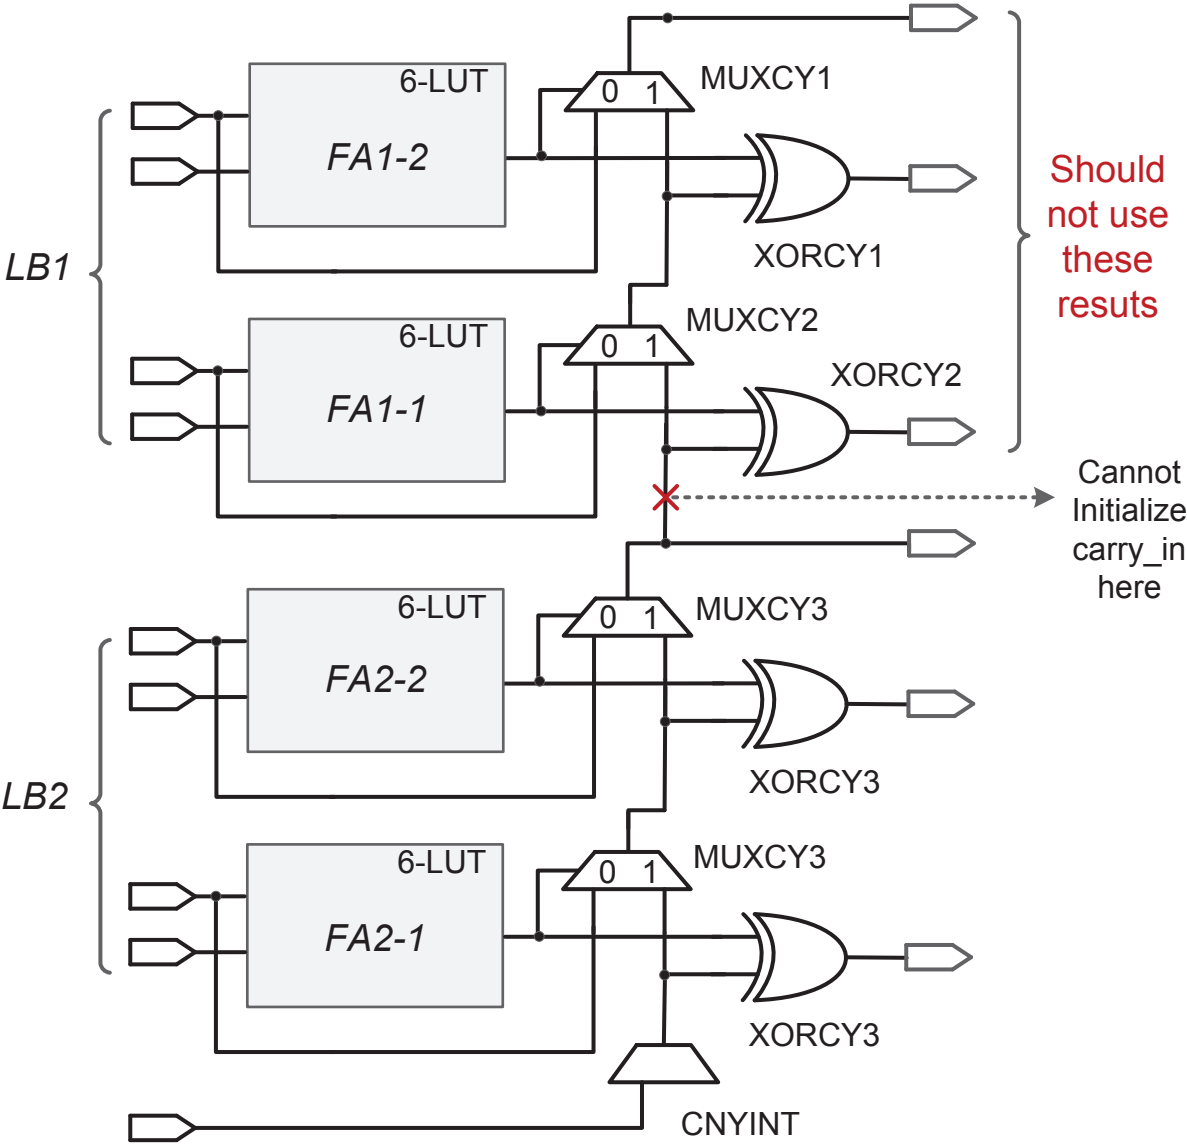 6-LUT
MUXCY1
0 1
FA1-2
Should
not use
these
resuts
LB1
XORCY1
6-LUT
MUXCY2
0 1
XORCY2
FA1-1
Cannot
Initialize
carry_in
here
6-LUT
MUXCY3
0 1
FA2-2
LB2
XORCY3
6-LUT
MUXCY3
0 1
FA2-1
XORCY3
CNYINT